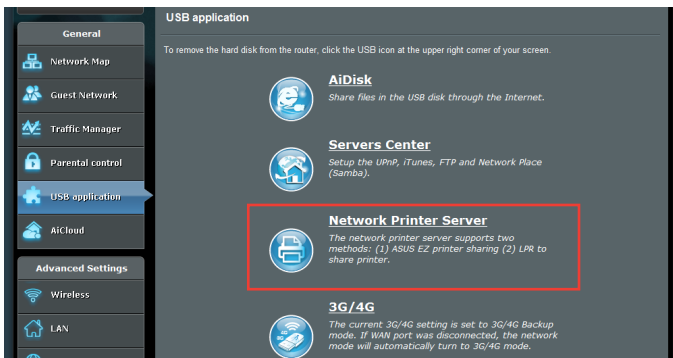 USB application
General
To remove the hard disk from the router, click the USB icon at the upper right corner of your screen.
Network Map
AiDisk
Share files in the USB disk through the Internet.
Guest Network
Traffic Manager
Servers Center
Setup the UPnP, iTunes, FTP and Network Place
(Samba).
Parental control
USB application
Network Printer Server
The network printer server supports two
methods: (1) ASUS EZ printer sharing (2) LPR to
share printer.
AiCloud
Advanced Settings
Wireless
3G/4G
The current 3G/4G setting is set to 3G/4G Backup
mode. If WAN port was disconnected, the network
mode will automatically turn to 3G/4G mode.
LAN
3G
4G